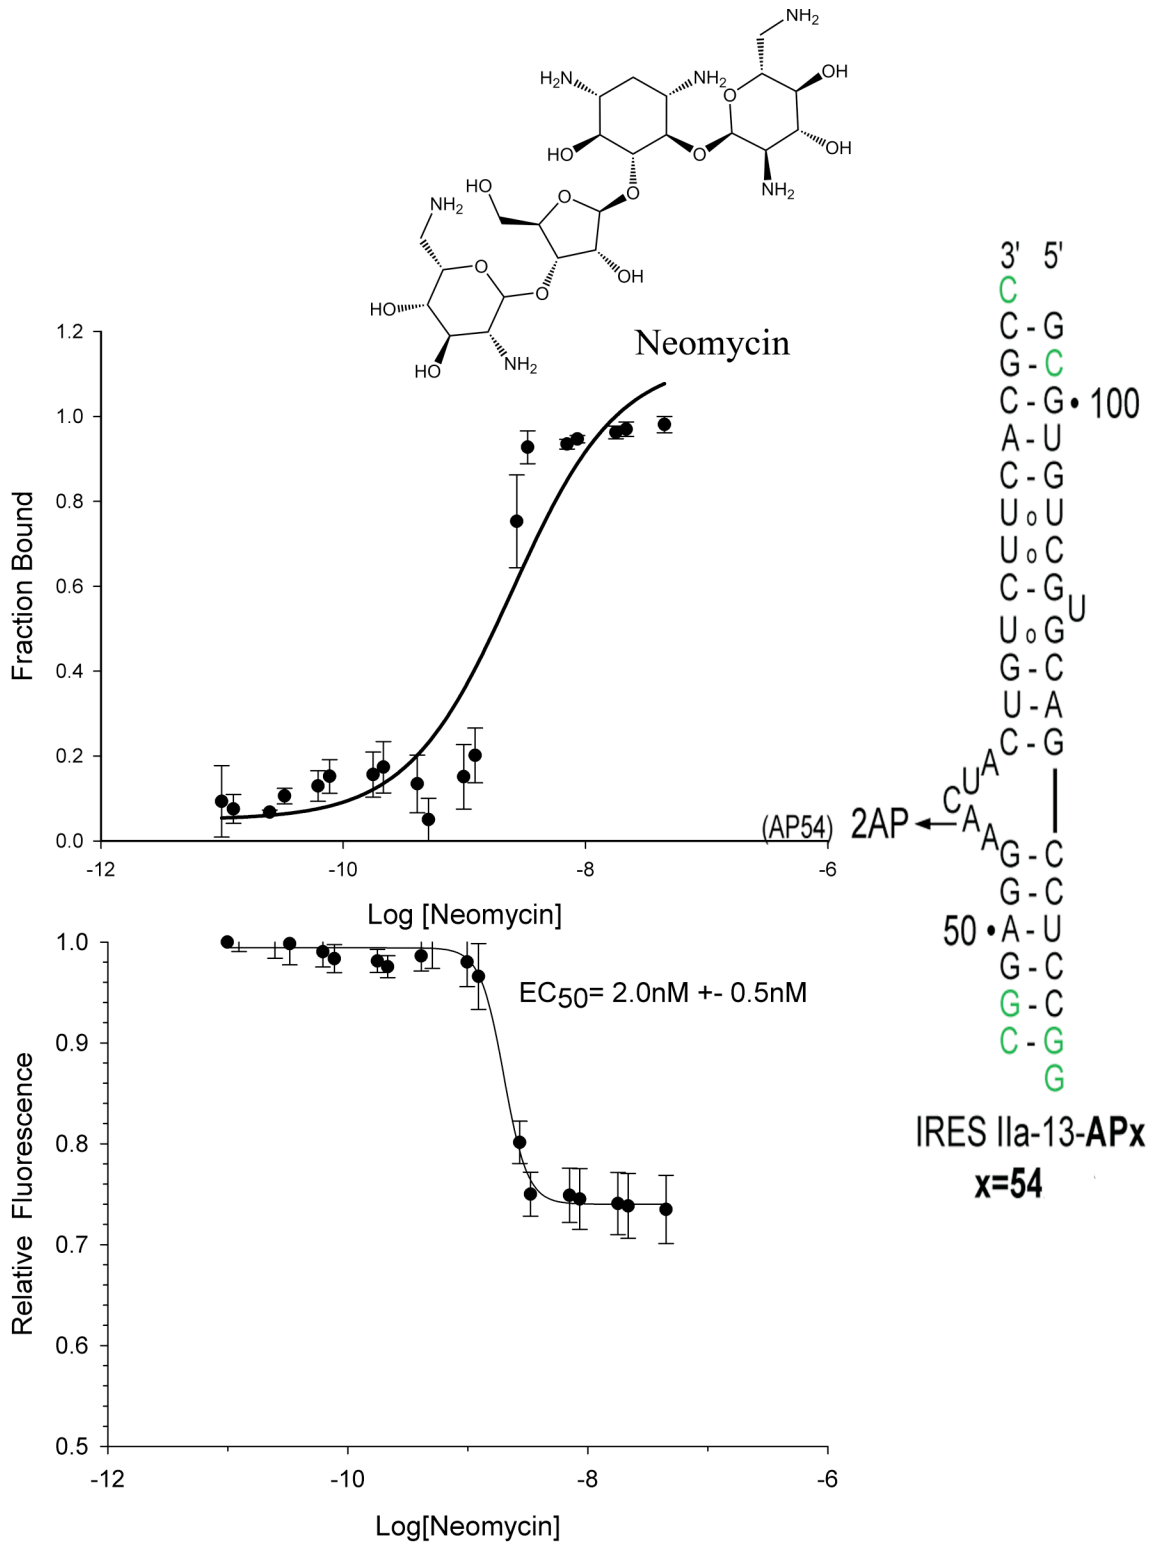 NH2
H2N
NH2
O
OH
HO
O
OH
NH2
O
HO
O
NH2
O
OH
O
HO
HO
NH2
Neomycin
1.2
1.0
0.8
0.6
0.4
0.2
0.0
Fraction Bound
-12
-10
-8
-6
Log [Neomycin]
1.0
0.9
0.8
0.7
0.6
0.5
Relative Fluorescence
EC50= 2.0nM +- 0.5nM
-12
-10
-8
-6
Log[Neomycin]
3' 5'
C
C - G
G - C
C - G • 100
A - U
C - G
U o U
U o C
C - G
U
U o G
G - C
U - A
C - G
A
U
C
(AP54) 2AP ← A
A
G - C
G - C
50 • A - U
G - C
G - C
C - G
G
IRES IIa-13-APx
x=54